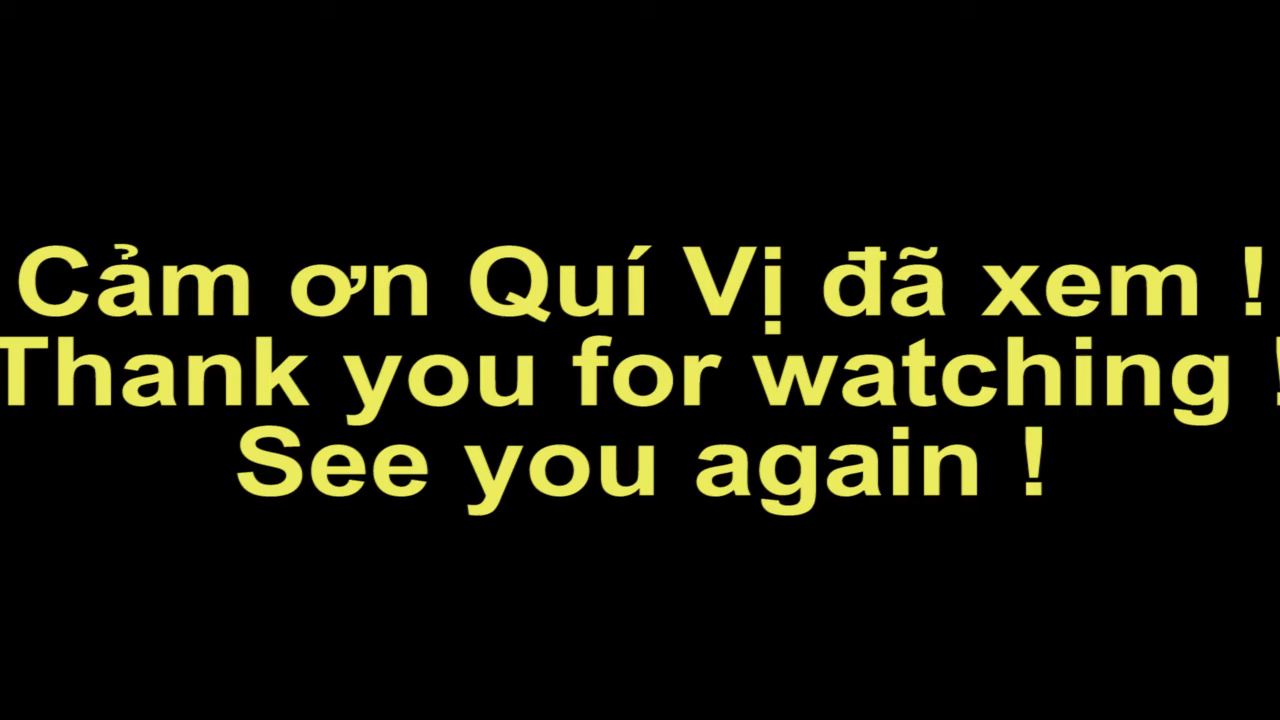 Cảm ơn Quí Vị đã xem !
Thank you for watching !
See you again !